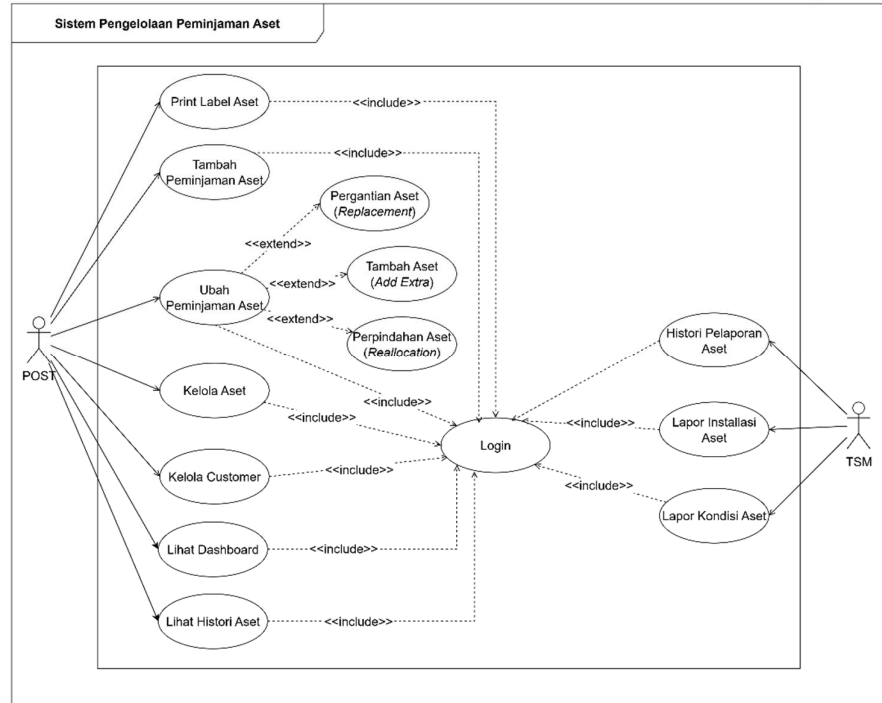 Sistem Pengelolaan Peminjaman Aset
Print Label Aset
<<include>>
Tambah
Peminjaman Aset
<<include>>
Pergantian Aset
(Replacement)
<<extend>>
Ubah
Peminjaman Aset
<<extend>>
Tambah Aset
(Add Extra)
<<extend>>
Perpindahan Aset
(Reallocation)
POST
Kelola Aset
<<include>>
<<include>>
Login
Kelola Customer
<<include>>
Lihat Dashboard
<<include>>
Lihat Histori Aset
<<include>>
Histori Pelaporan
Aset
Lapor Installasi
Aset
<<include>>
Lapor Kondisi Aset
<<include>>
TSM